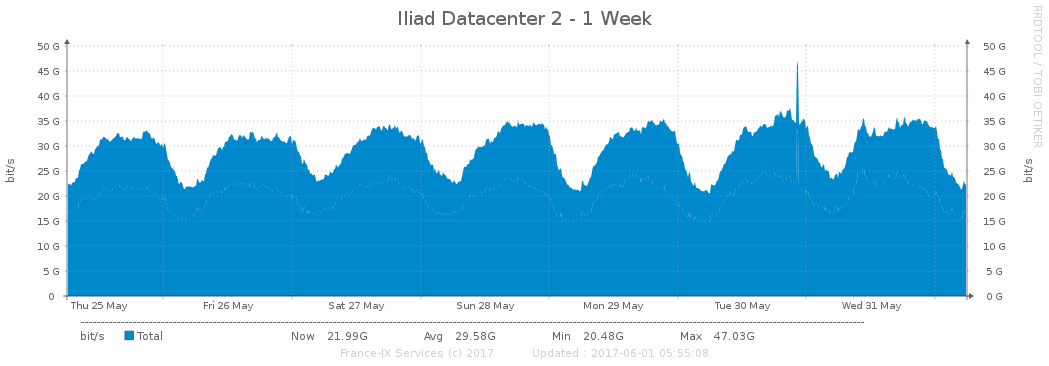 Iliad Datacenter 2 - 1 Week
RRDTOOL / TOBI OETIKER
50 G 50 G
45 G 45 G
40 G 40 G
35 G 35 G
30 G 30 G
25 G 25 G
20 G 20 G
15 G 15 G
10 G 10 G
5 G 5 G
0 0 G
bit/s
bit/s
Thu 25 May Fri 26 May Sat 27 May Sun 28 May Mon 29 May Tue 30 May Wed 31 May
bit/s Total Now 21.99G Avg 29.58G Min 20.48G Max 47.03G
France-IX Services (c) 2017 Updated : 2017-06-01 05:55:08